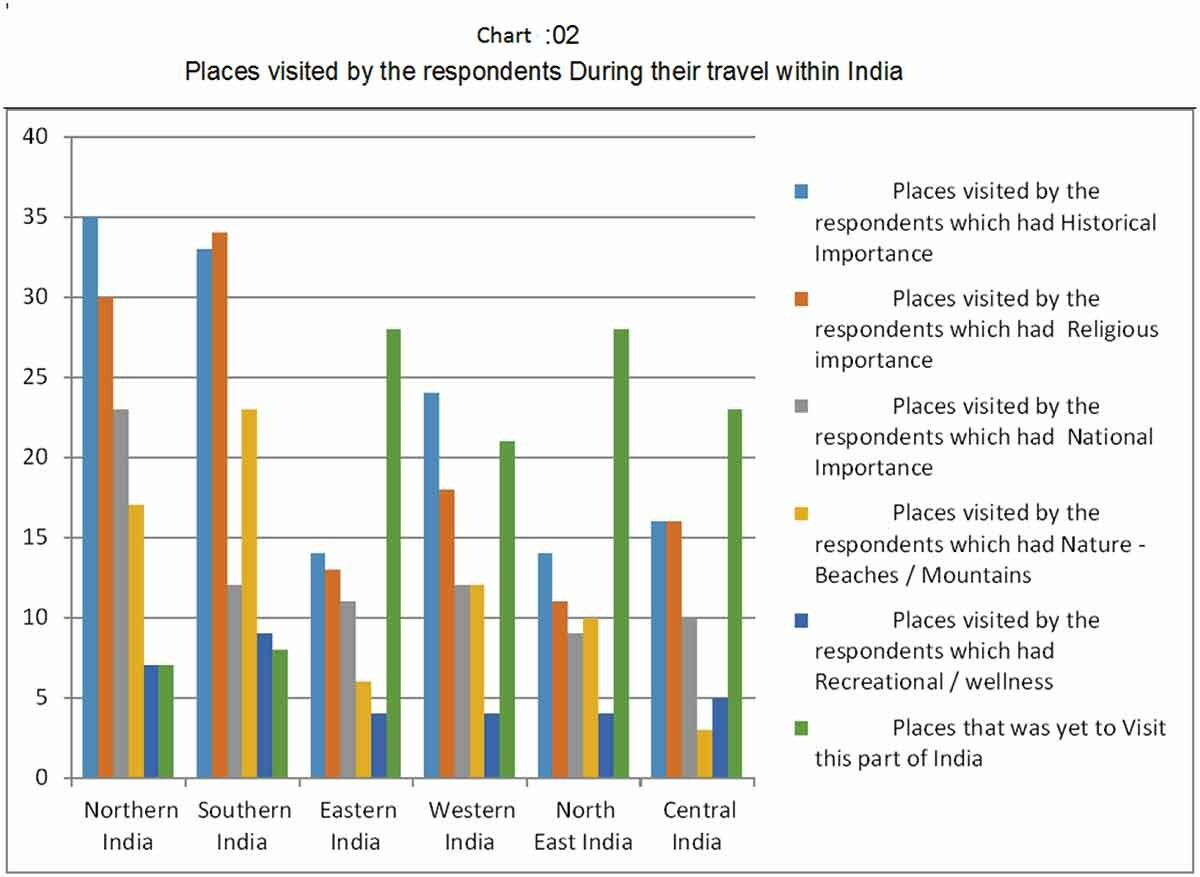 Chart :02
Places visited by the respondents During their travel within India
40
35
30
25
20
15
10
5
0
Northern India
Southern India
Eastern India
Western India
North East India
Central India
Places visited by the
respondents which had Historical
Importance
Places visited by the
respondents which had Religious
importance
Places visited by the
respondents which had National
Importance
Places visited by the
respondents which had Nature -
Beaches / Mountains
Places visited by the
respondents which had
Recreational / wellness
Places that was yet to Visit
this part of India